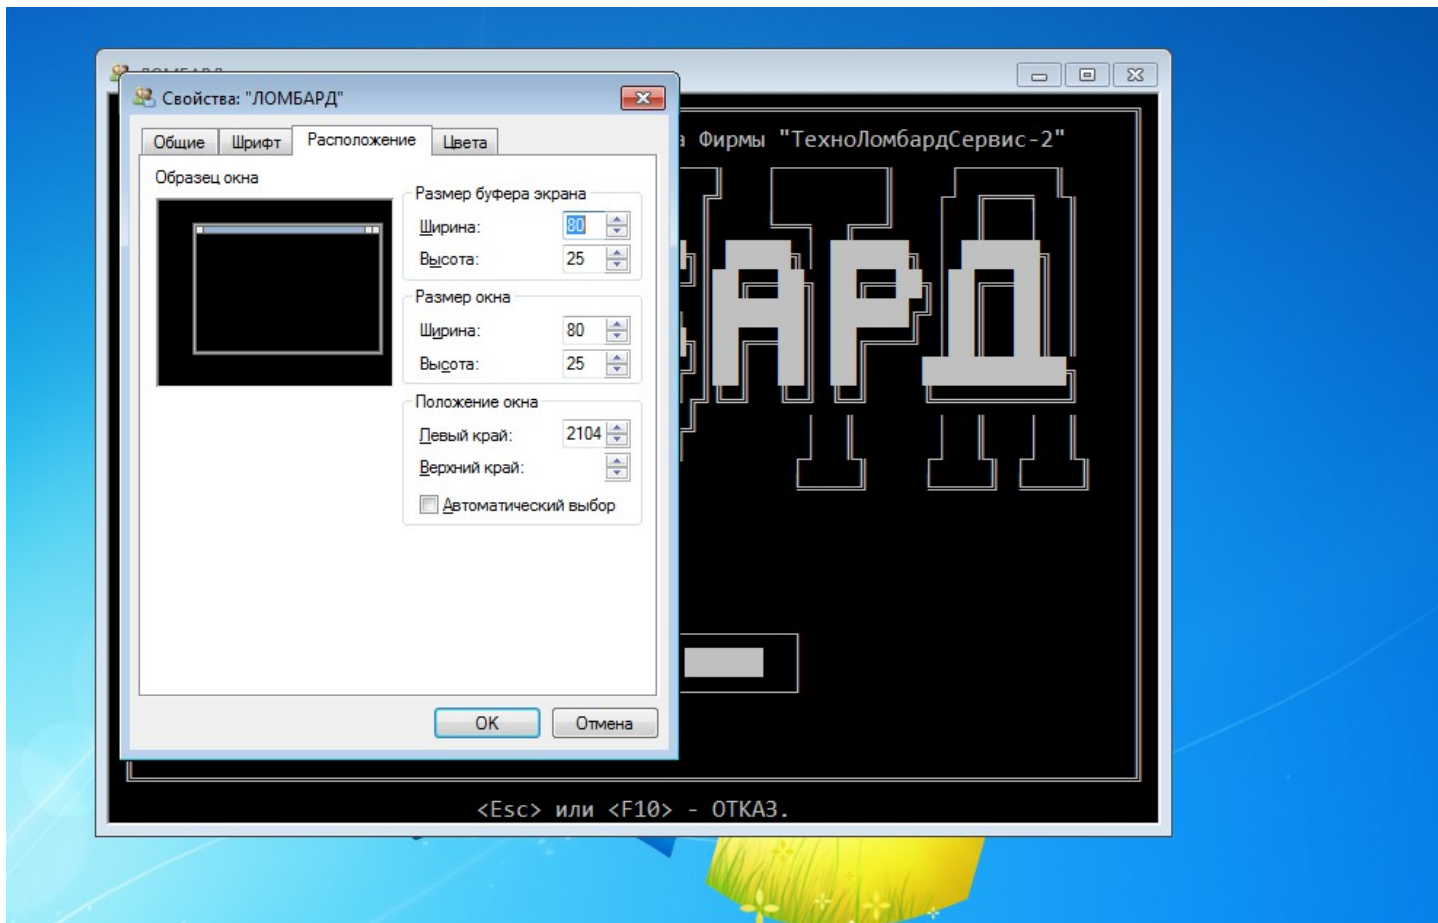 Свойства: "ЛОМБАРД"
Общие
Шрифт
Расположение
Цвета
Фирмы "ТехноЛомбардСервис-2"
Образец окна
Размер буфера экрана
Ширина: 80
Высота: 25
Размер окна
Ширина: 80
Высота: 25
АРД
Положение окна
Левый край: 2104
Верхний край:
Автоматический выбор
OK
Отмена
<Esc> или <F10> - ОТКАЗ.